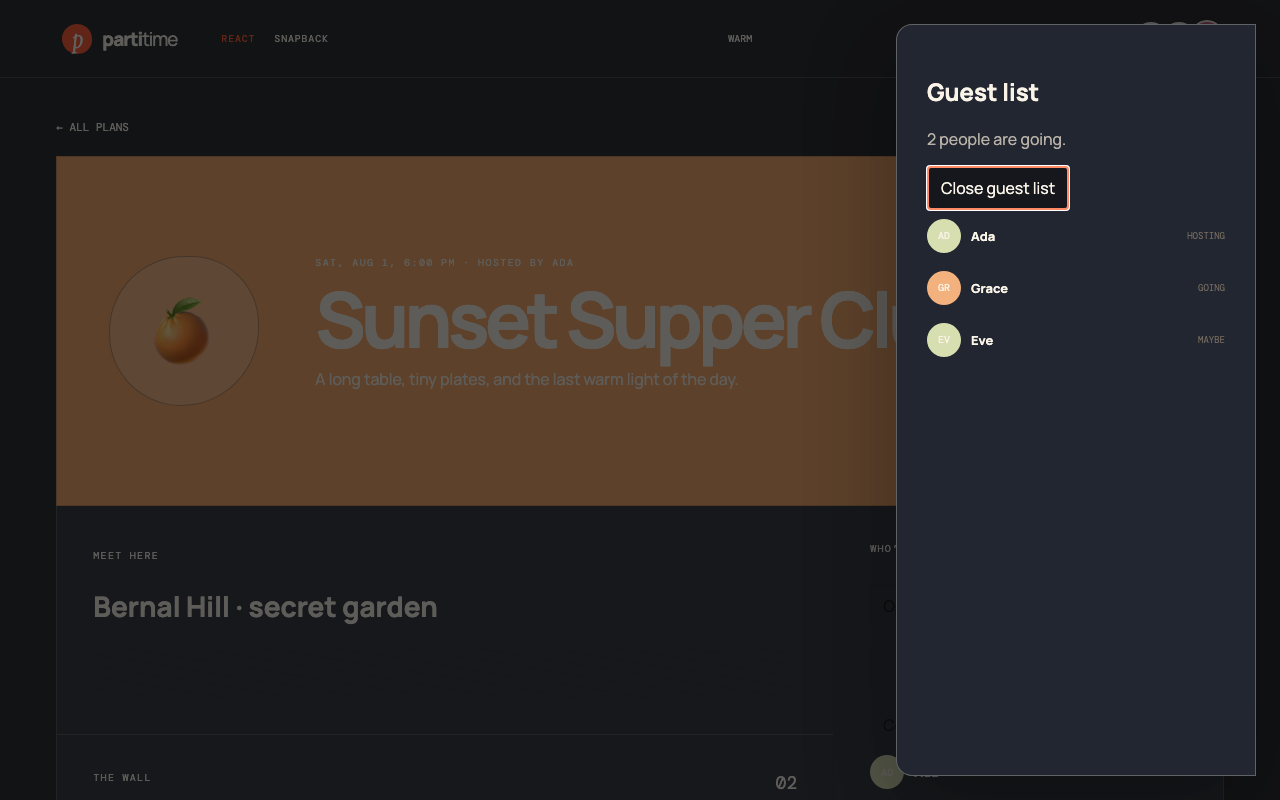 partitime
REACT
SNAPBACK
WARM
← ALL PLANS
SAT, AUG 1, 6:00 PM · HOSTED BY ADA
Sunset Supper
A long table, tiny plates, and the last warm light of the day.
MEET HERE
Bernal Hill · secret garden
THE WALL
02
Guest list
2 people are going.
Close guest list
AD
Ada
HOSTING
GR
Grace
GOING
EV
Eve
MAYBE